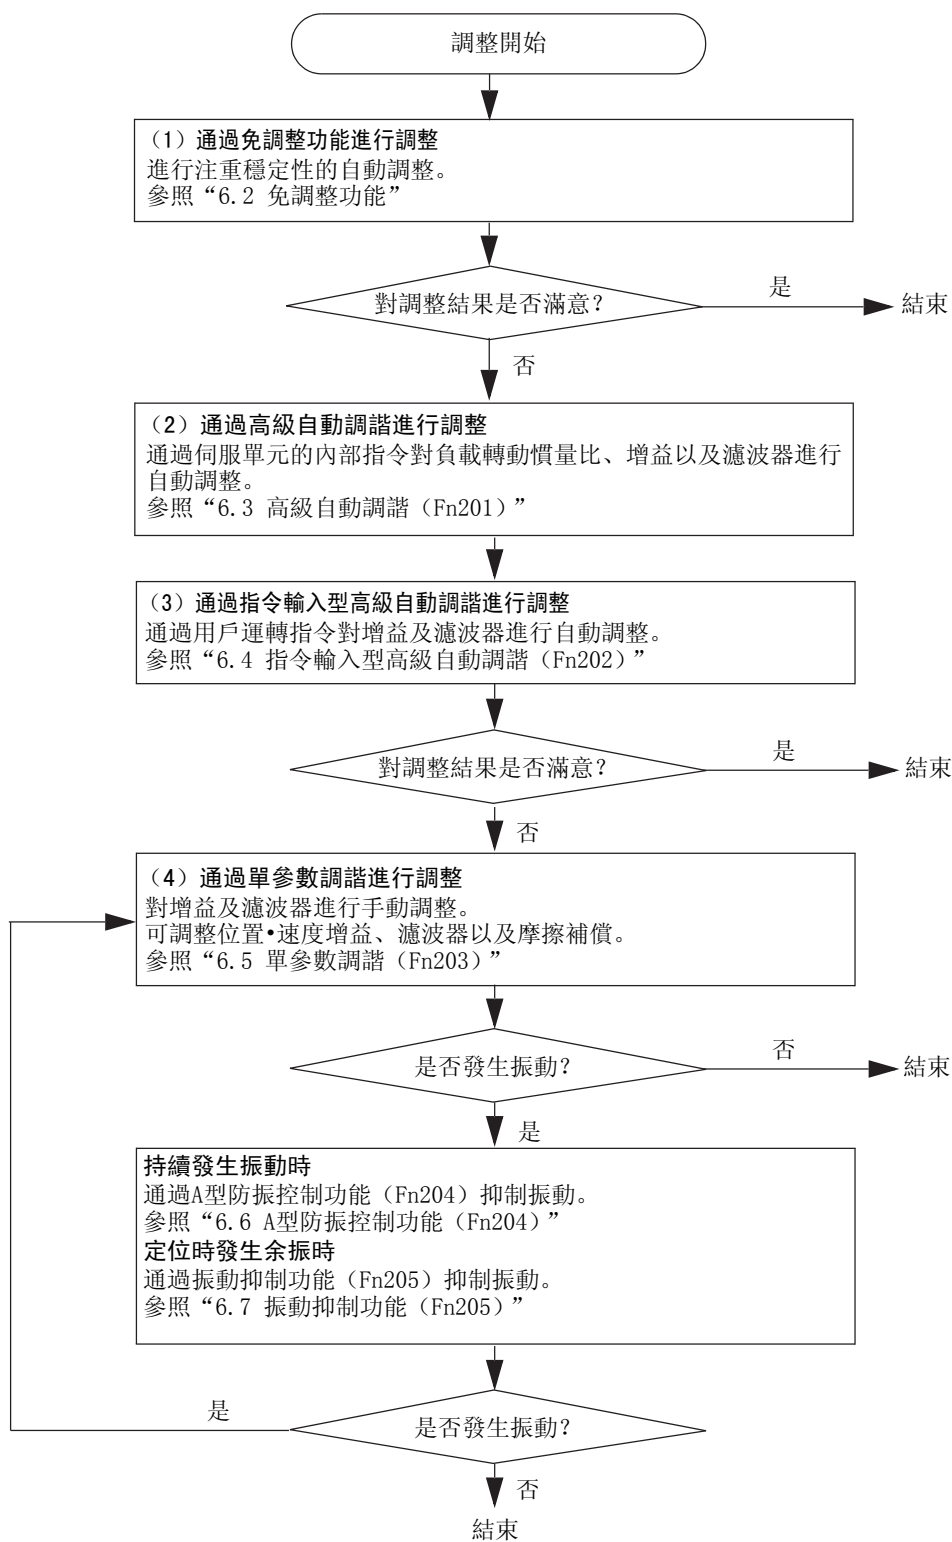 調整開始
（1）通過免調整功能進行調整
進行注重穩定性的自動調整。
參照“6.2 免調整功能”
對調整結果是否滿意？
是
結束
否
（2）通過高級自動調諧進行調整
通過伺服單元的內部指令對負載轉動慣量比、增益以及濾波器進行
自動調整。
參照“6.3 高級自動調諧（Fn201）”
（3）通過指令輸入型高級自動調諧進行調整
通過用戶運轉指令對增益及濾波器進行自動調整。
參照“6.4 指令輸入型高級自動調諧（Fn202）”
對調整結果是否滿意？
是
結束
否
（4）通過單參數調諧進行調整
對增益及濾波器進行手動調整。
可調整位置•速度增益、濾波器以及摩擦補償。
參照“6.5 單參數調諧（Fn203）”
是否發生振動？
否
結束
是
持續發生振動時
通過A型防振控制功能（Fn204）抑制振動。
參照“6.6 A型防振控制功能（Fn204）”
定位時發生余振時
通過振動抑制功能（Fn205）抑制振動。
參照“6.7 振動抑制功能（Fn205）”
是
是否發生振動？
否
結束